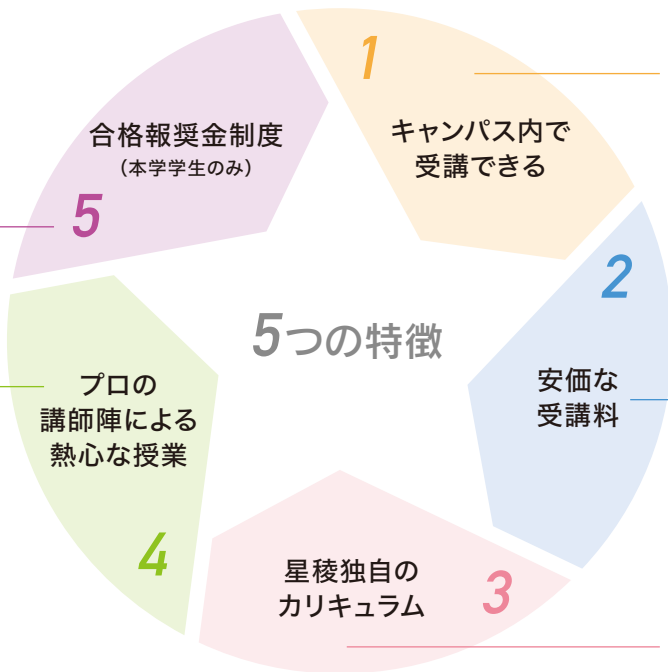 5つの特徴
1
キャンパス内で
受講できる
2
安価な
受講料
3
星稜独自の
カリキュラム
4
プロの
講師陣による
熱心な授業
5
合格報奨金制度
(本学学生のみ)